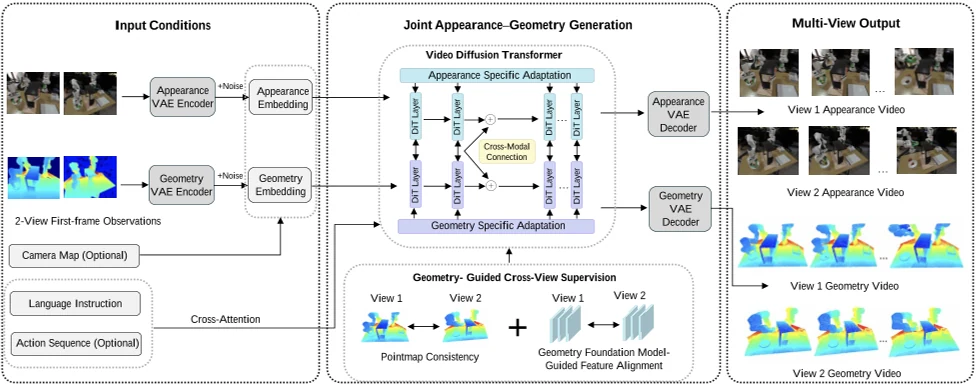 Input Conditions
Appearance
VAE Encoder
+Noise
Appearance
Embedding
Geometry
VAE Encoder
+Noise
Geometry
Embedding
2-View First-frame Observations
Camera Map (Optional)
Language Instruction
Action Sequence (Optional)
Cross-Attention
Joint Appearance–Geometry Generation
Video Diffusion Transformer
Appearance Specific Adaptation
DiT Layer
DiT Layer
DiT Layer
...
DiT Layer
Cross-Modal
Connection
DiT Layer
DiT Layer
DiT Layer
...
DiT Layer
Geometry Specific Adaptation
Geometry- Guided Cross-View Supervision
View 1
View 2
Pointmap Consistency
+
View 1
View 2
Geometry Foundation Model-
Guided Feature Alignment
Appearance
VAE
Decoder
Geometry
VAE
Decoder
Multi-View Output
...
View 1 Appearance Video
...
View 2 Appearance Video
...
View 1 Geometry Video
...
View 2 Geometry Video